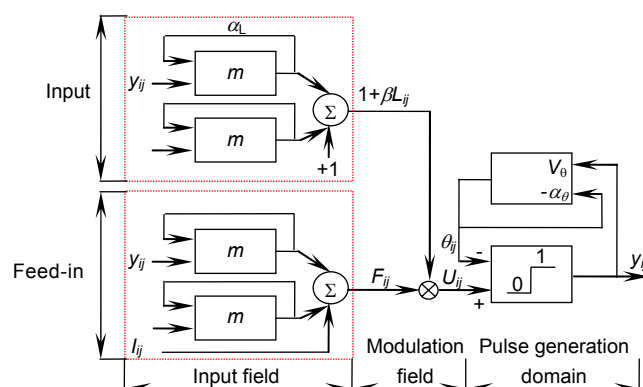 α_L
m
y_ij
Input
m
Σ
1+βL_ij
+1
V_θ
-α_θ
θ_ij
-
Feed-in
m
y_ij
m
Σ
F_ij
U_ij
+
0
1
I_ij
Input field
Modulation
field
Pulse generation
domain